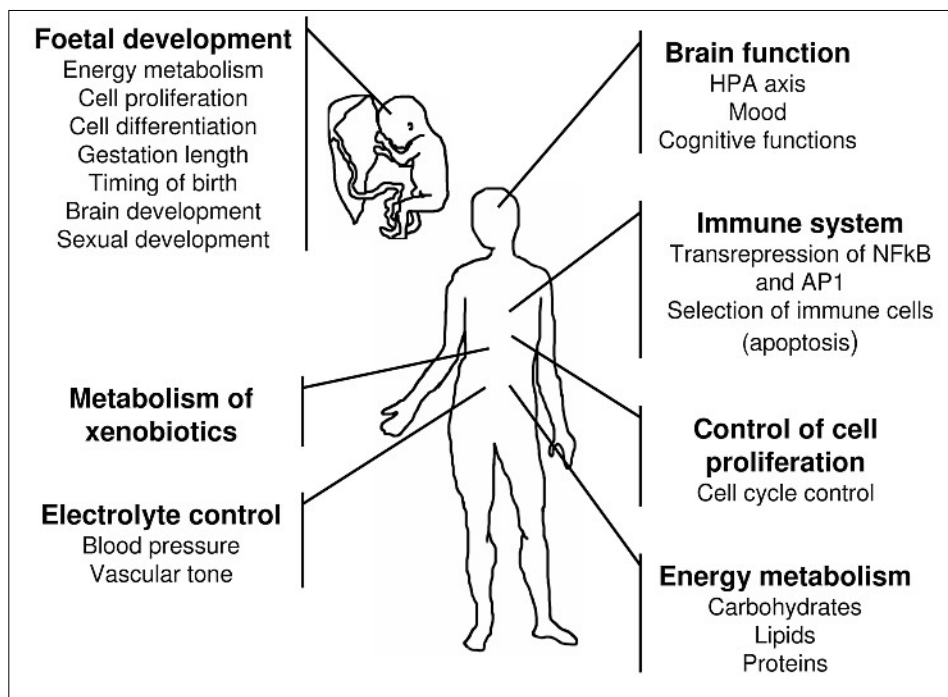 Foetal development
Energy metabolism
Cell proliferation
Cell differentiation
Gestation length
Timing of birth
Brain development
Sexual development
Metabolism of
xenobiotics
Electrolyte control
Blood pressure
Vascular tone
Brain function
HPA axis
Mood
Cognitive functions
Immune system
Transrepression of NFkB
and AP1
Selection of immune cells
(apoptosis)
Control of cell
proliferation
Cell cycle control
Energy metabolism
Carbohydrates
Lipids
Proteins